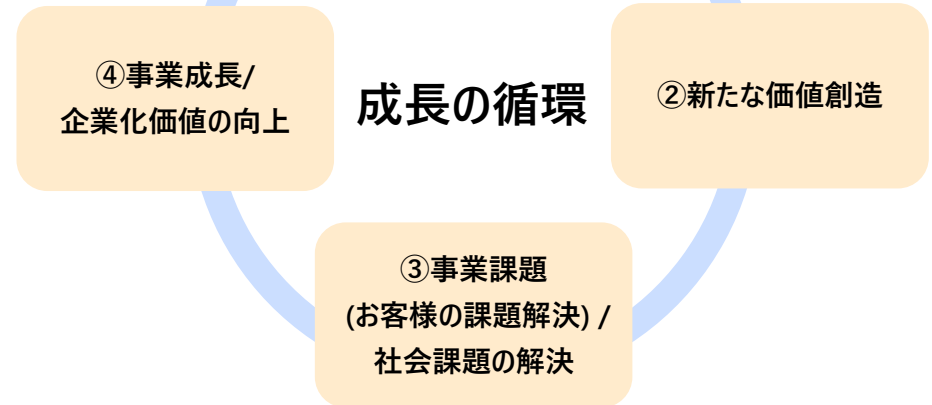 ④事業成長/
企業化価値の向上
成長の循環
②新たな価値創造
③事業課題
(お客様の課題解決) /
社会課題の解決